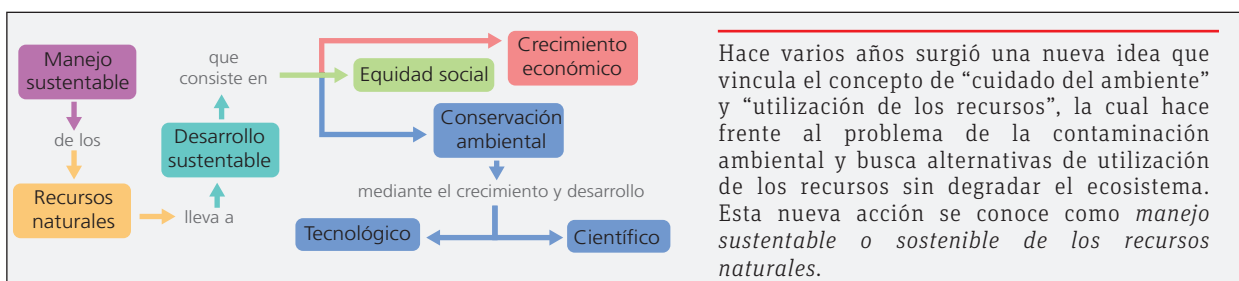 Manejo
sustentable
de los
Recursos
naturales
lleva a
Desarrollo
sustentable
que
consiste en
Equidad social
Crecimiento
económico
Conservación
ambiental
mediante el crecimiento y desarrollo
Tecnológico
Científico
Hace varios años surgió una nueva idea que
vincula el concepto de “cuidado del ambiente”
y “utilización de los recursos”, la cual hace
frente al problema de la contaminación
ambiental y busca alternativas de utilización
de los recursos sin degradar el ecosistema.
Esta nueva acción se conoce como manejo
sustentable o sostenible de los recursos
naturales.